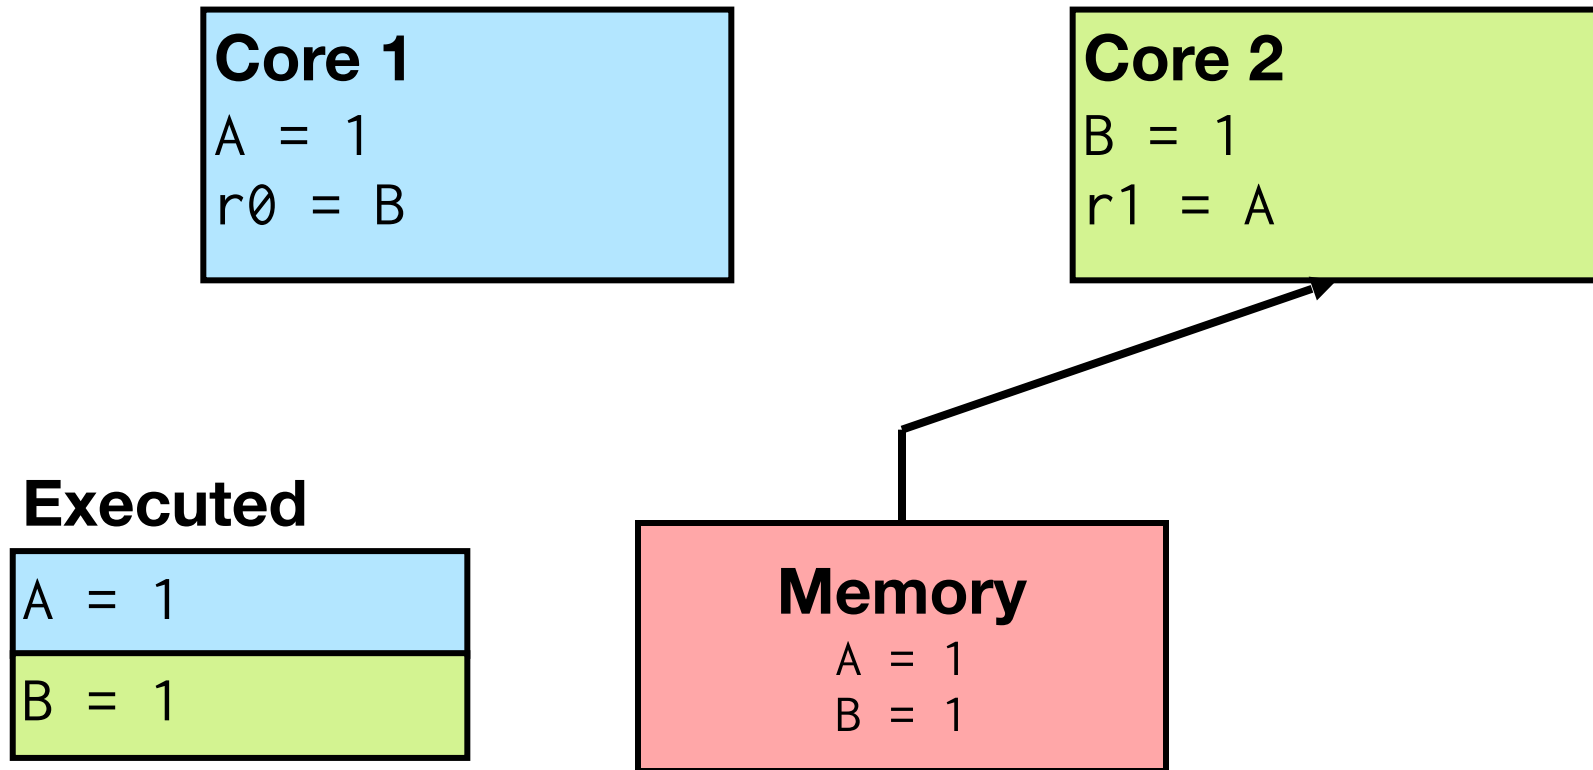 Core 1
A = 1
r0 = B
Core 2
B = 1
r1 = A
Executed
A = 1
B = 1
Memory
A = 1
B = 1